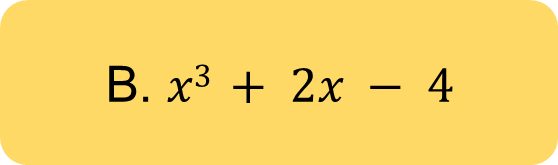 B. x³ + 2x − 4